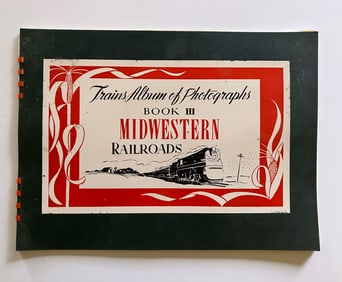 Trains Album of Photographs
BOOK III
MIDWESTERN
RAILROADS